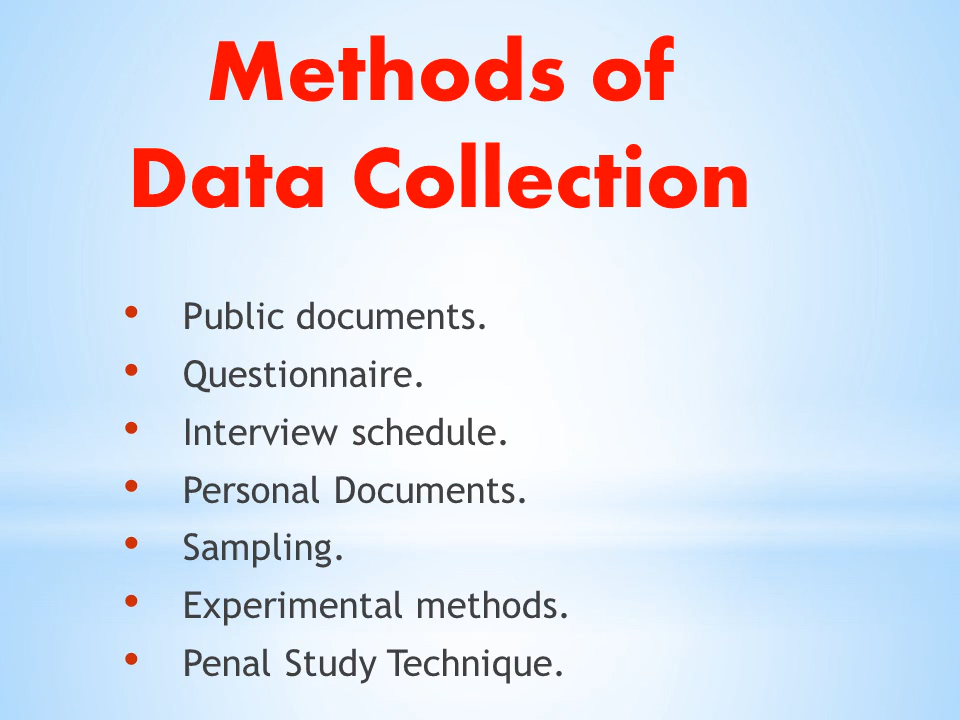 Methods of
Data Collection
• Public documents.
• Questionnaire.
• Interview schedule.
• Personal Documents.
• Sampling.
• Experimental methods.
• Penal Study Technique.